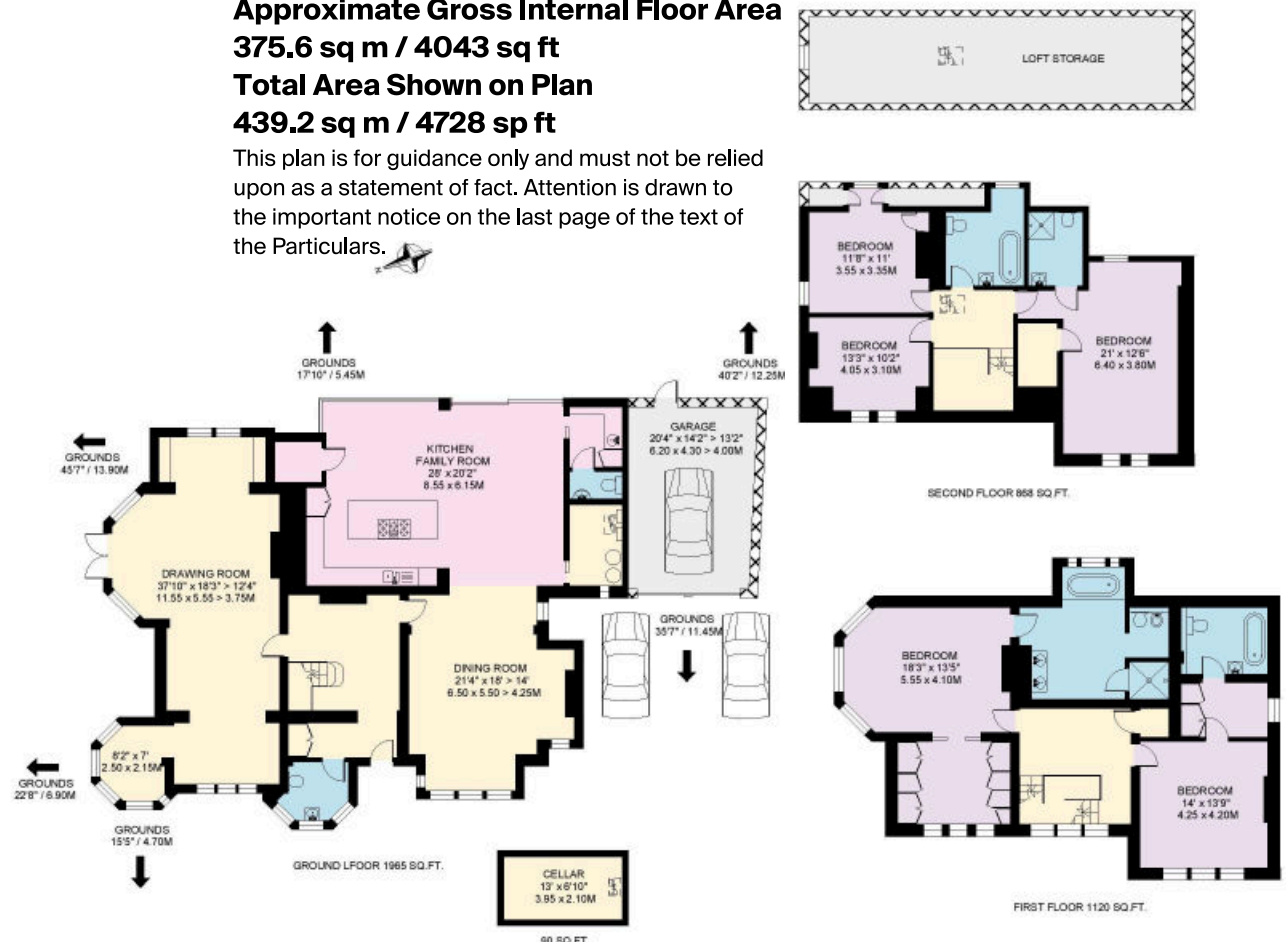 Approximate Gross Internal Floor Area
375.6 sq m / 4043 sq ft
Total Area Shown on Plan
439.2 sq m / 4728 sp ft
This plan is for guidance only and must not be relied
upon as a statement of fact. Attention is drawn to
the important notice on the last page of the text of
the Particulars.
N
LOFT STORAGE
BEDROOM
11'8" x 11'
3.55 x 3.35M
BEDROOM
13'3" x 10'2"
4.05 x 3.10M
BEDROOM
21' x 12'6"
6.40 x 3.80M
SECOND FLOOR 868 SQ.FT.
GROUNDS
17'10" / 5.45M
GROUNDS
40'2" / 12.25M
GROUNDS
45'7" / 13.90M
KITCHEN
FAMILY ROOM
28' x 20'2"
8.55 x 6.15M
GARAGE
20'4" x 14'2" > 13'2"
6.20 x 4.30 > 4.00M
DRAWING ROOM
37'10" x 18'3" > 12'4"
11.55 x 5.55 > 3.75M
GROUNDS
35'7" / 11.45M
DINING ROOM
21'4" x 18' > 14'
6.50 x 5.50 > 4.25M
8'2" x 7'
2.50 x 2.15M
GROUNDS
22'8" / 6.90M
GROUNDS
15'5" / 4.70M
GROUND LFOOR 1965 SQ.FT.
CELLAR
13' x 6'10"
3.95 x 2.10M
90 SQ.FT.
BEDROOM
18'3" x 13'5"
5.55 x 4.10M
BEDROOM
14' x 13'9"
4.25 x 4.20M
FIRST FLOOR 1120 SQ.FT.